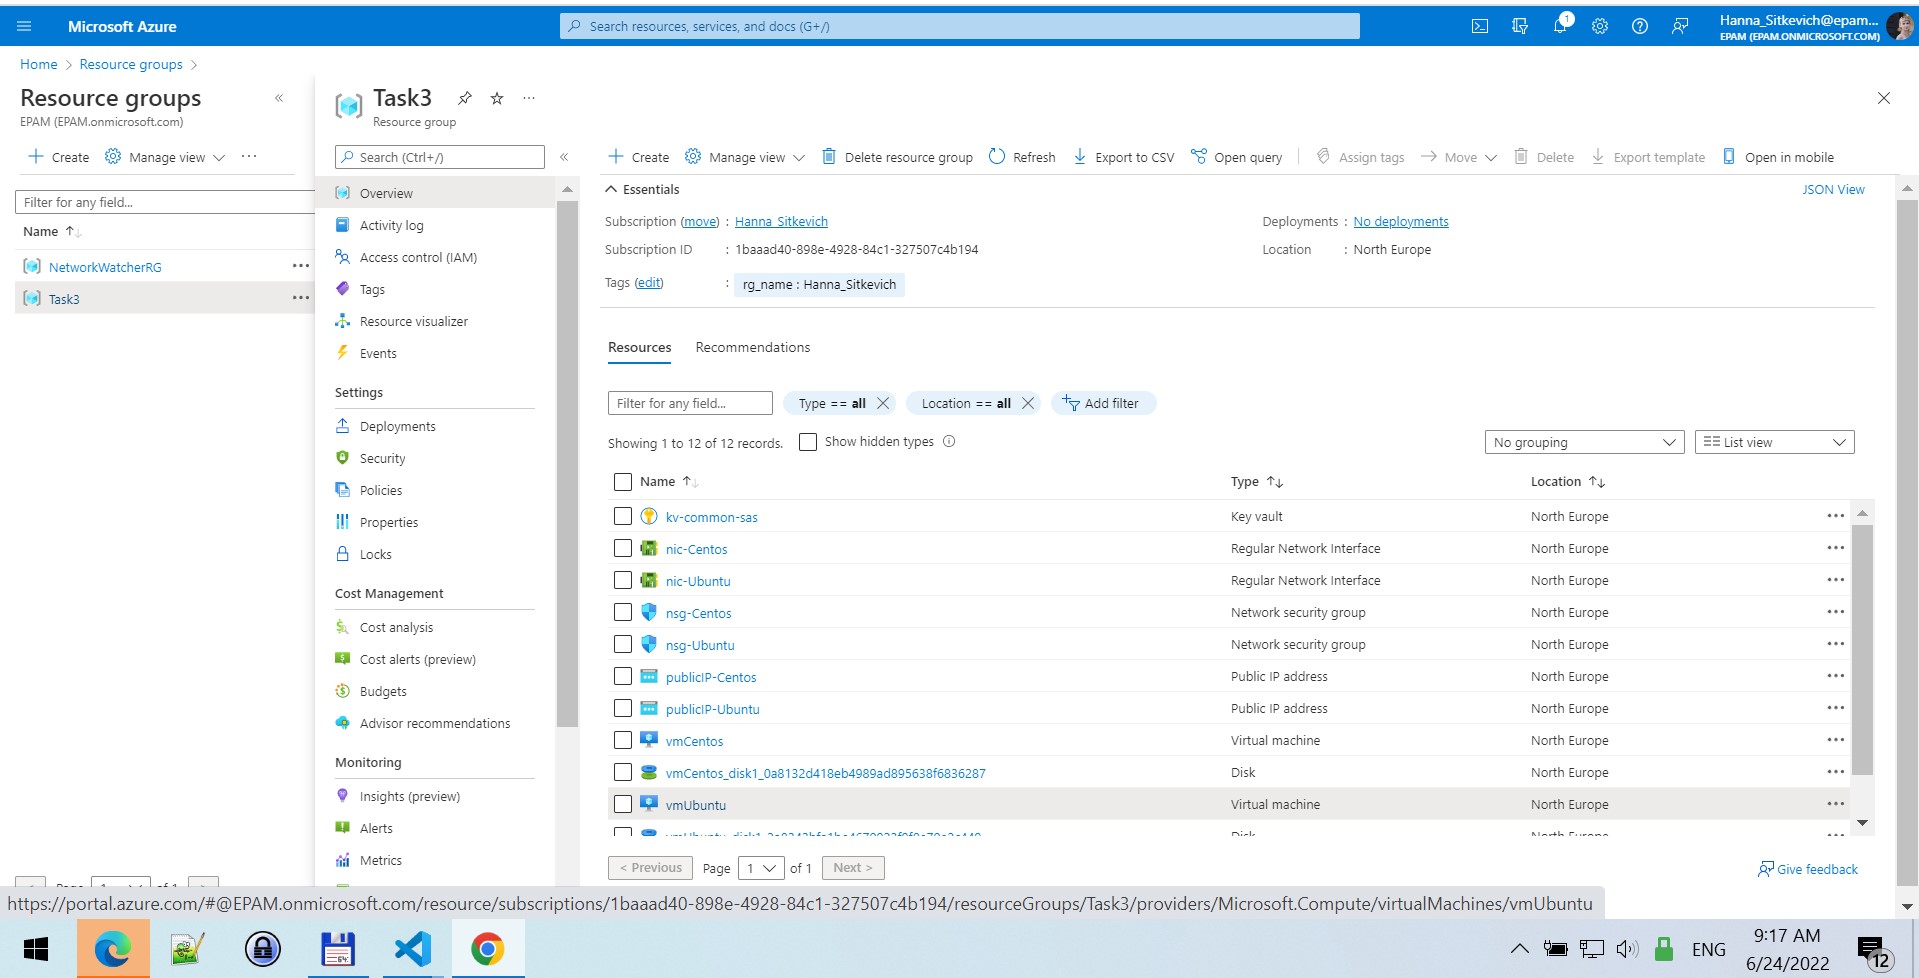 Microsoft Azure
Search resources, services, and docs (G+/)
1
Hanna_Sitkevich@epam...
EPAM (EPAM.ONMICROSOFT.COM)
Home > Resource groups >
Resource groups
EPAM (EPAM.onmicrosoft.com)
Create
Manage view
Filter for any field...
Name
NetworkWatcherRG
Task3
Task3
Resource group
Search (Ctrl+/)
Overview
Activity log
Access control (IAM)
Tags
Resource visualizer
Events
Settings
Deployments
Security
Policies
Properties
Locks
Cost Management
Cost analysis
Cost alerts (preview)
Budgets
Advisor recommendations
Monitoring
Insights (preview)
Alerts
Metrics
Create
Manage view
Delete resource group
Refresh
Export to CSV
Open query
Assign tags
Move
Delete
Export template
Open in mobile
Essentials
JSON View
Subscription (move) : Hanna_Sitkevich
Deployments : No deployments
Subscription ID : 1baaad40-898e-4928-84c1-327507c4b194
Location : North Europe
Tags (edit) : rg_name : Hanna_Sitkevich
Resources Recommendations
Filter for any field...
Type == all
Location == all
Add filter
Showing 1 to 12 of 12 records.
Show hidden types
No grouping
List view
Name Type Location
kv-common-sas Key vault North Europe
nic-Centos Regular Network Interface North Europe
nic-Ubuntu Regular Network Interface North Europe
nsg-Centos Network security group North Europe
nsg-Ubuntu Network security group North Europe
publicIP-Centos Public IP address North Europe
publicIP-Ubuntu Public IP address North Europe
vmCentos Virtual machine North Europe
vmCentos_disk1_0a8132d418eb4989ad895638f6836287 Disk North Europe
vmUbuntu Virtual machine North Europe
Disk North Europe
< Previous Page 1 of 1 Next >
Give feedback
https://portal.azure.com/#@EPAM.onmicrosoft.com/resource/subscriptions/1baaad40-898e-4928-84c1-327507c4b194/resourceGroups/Task3/providers/Microsoft.Compute/virtualMachines/vmUbuntu
64
ENG
9:17 AM
6/24/2022
12